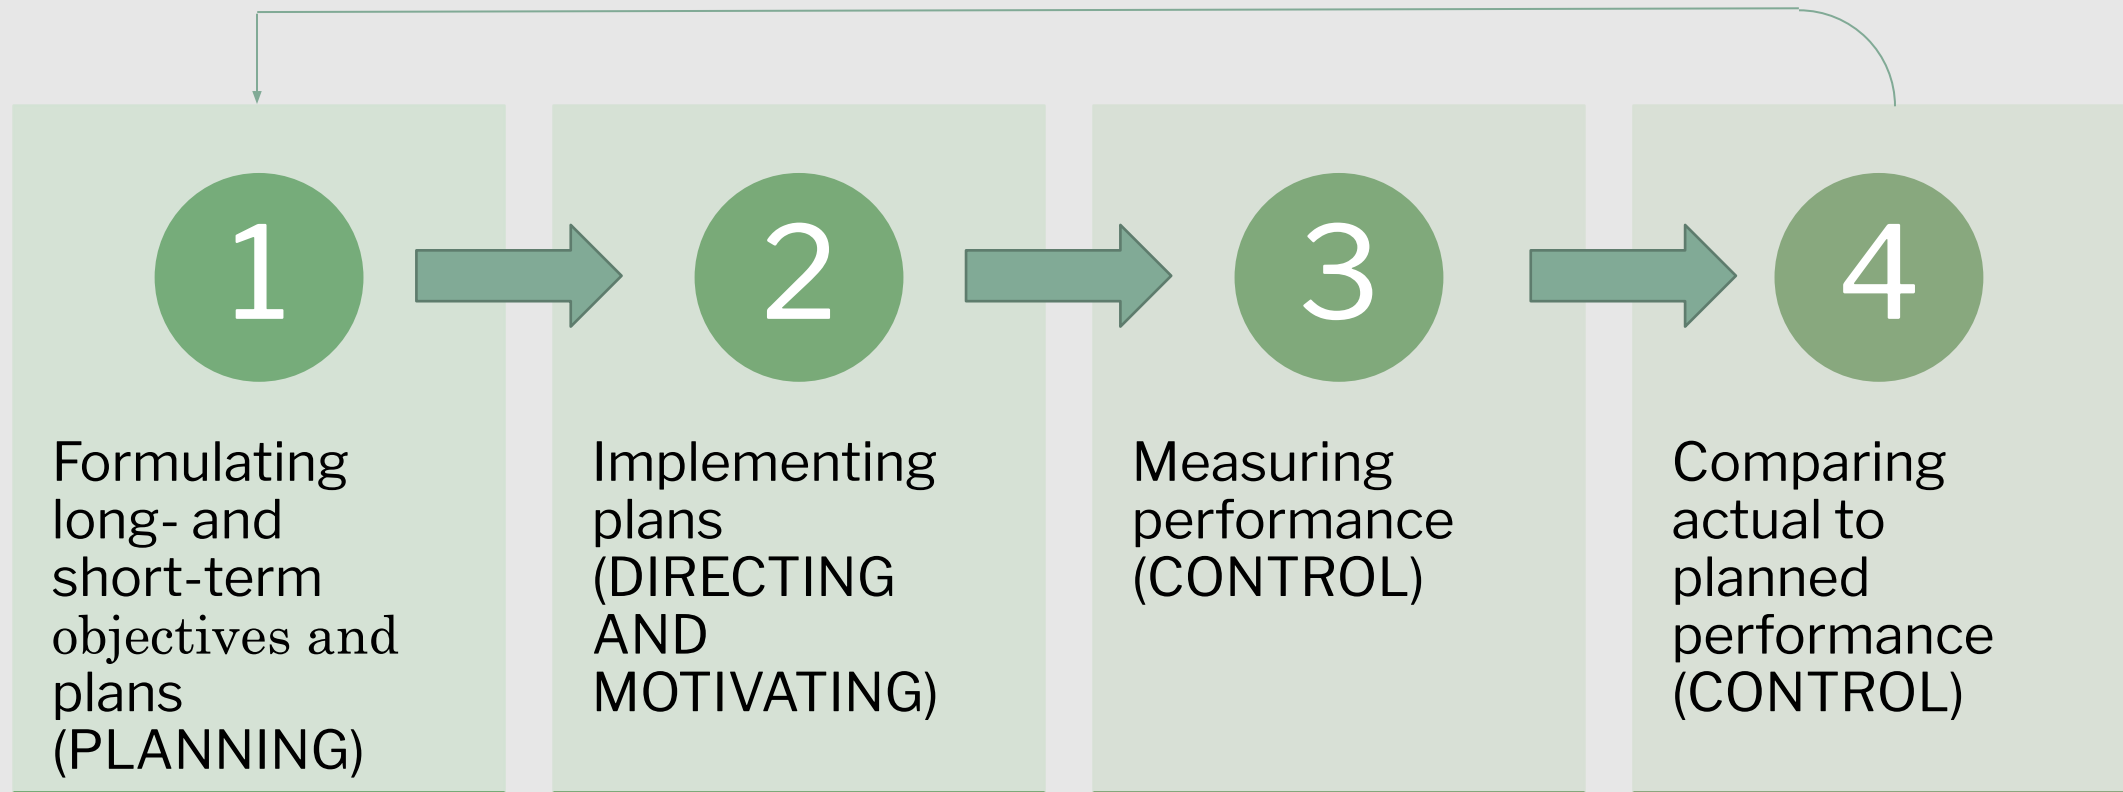 1
Formulating
long- and
short-term
objectives and
plans
(PLANNING)
2
Implementing
plans
(DIRECTING
AND
MOTIVATING)
3
Measuring
performance
(CONTROL)
4
Comparing
actual to
planned
performance
(CONTROL)